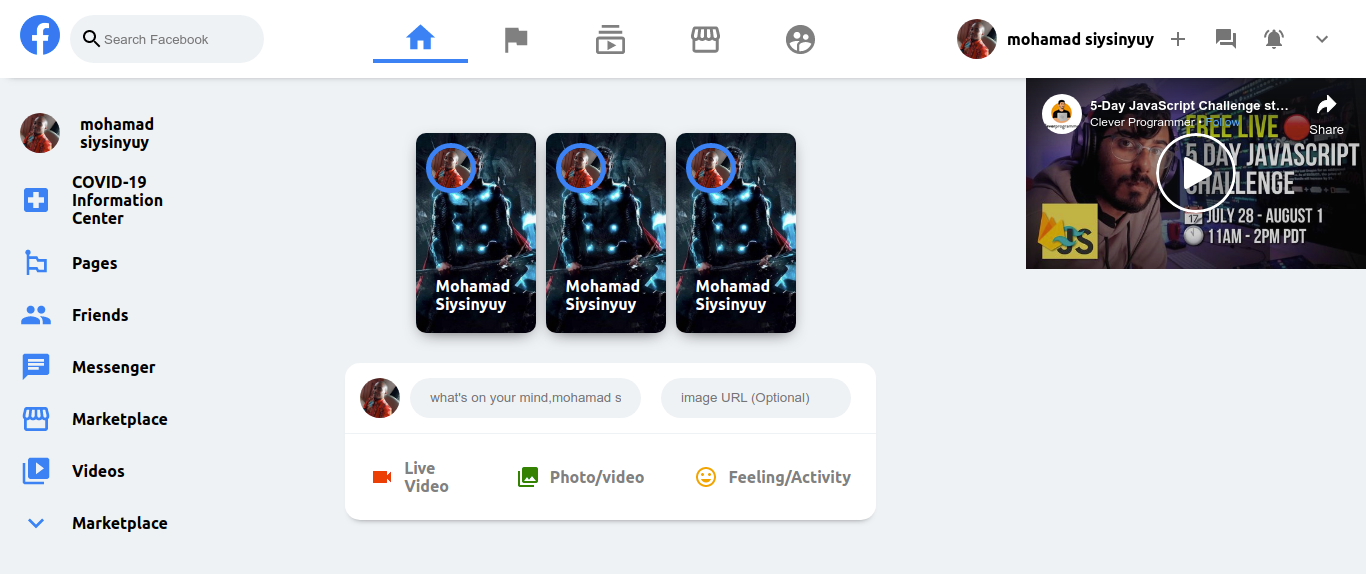 Search Facebook
mohamad siysinyuy
mohamad
siysinyuy
COVID-19
Information
Center
Pages
Friends
Messenger
Marketplace
Videos
Marketplace
Mohamad
Siysinyuy
Mohamad
Siysinyuy
Mohamad
Siysinyuy
what's on your mind,mohamad s
image URL (Optional)
Live
Video
Photo/video
Feeling/Activity
5-Day JavaScript Challenge st...
Clever Programmer • Follow
Share
FREE LIVE
5 DAY JAVASCRIPT
CHALLENGE
JULY 28 - AUGUST 1
11AM - 2PM PDT
JS